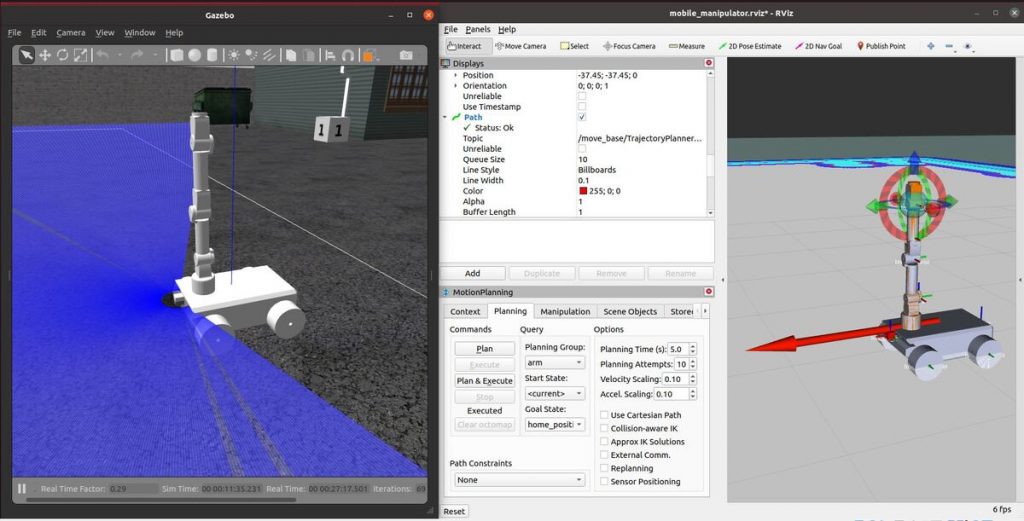 Gazebo
File Edit Camera View Window Help
1 1
Real Time Factor: 0.29 Sim Time: 00 00:11:35.231 Real Time: 00 00:27:17.501 Iterations: 69
mobile_manipulator.rviz* - RViz
File Panels Help
Interact Move Camera Select Focus Camera Measure 2D Pose Estimate 2D Nav Goal Publish Point
Displays
Position -37.45; -37.45; 0
Orientation 0; 0; 0; 1
Unreliable
Use Timestamp
Path
Status: Ok
Topic /move_base/TrajectoryPlanner...
Unreliable
Queue Size 10
Line Style Billboards
Line Width 0.1
Color 255; 0; 0
Alpha 1
Buffer Length 1
Add Duplicate Remove Rename
MotionPlanning
Context Planning Manipulation Scene Objects Stored
Commands
Plan
Execute
Plan & Execute
Stop
Executed
Clear octomap
Query
Planning Group:
arm
Start State:
<current>
Goal State:
home_positi
Options
Planning Time (s): 5.0
Planning Attempts: 10
Velocity Scaling: 0.10
Accel. Scaling: 0.10
Use Cartesian Path
Collision-aware IK
Approx IK Solutions
External Comm.
Replanning
Sensor Positioning
Path Constraints
None
Reset
6 fps